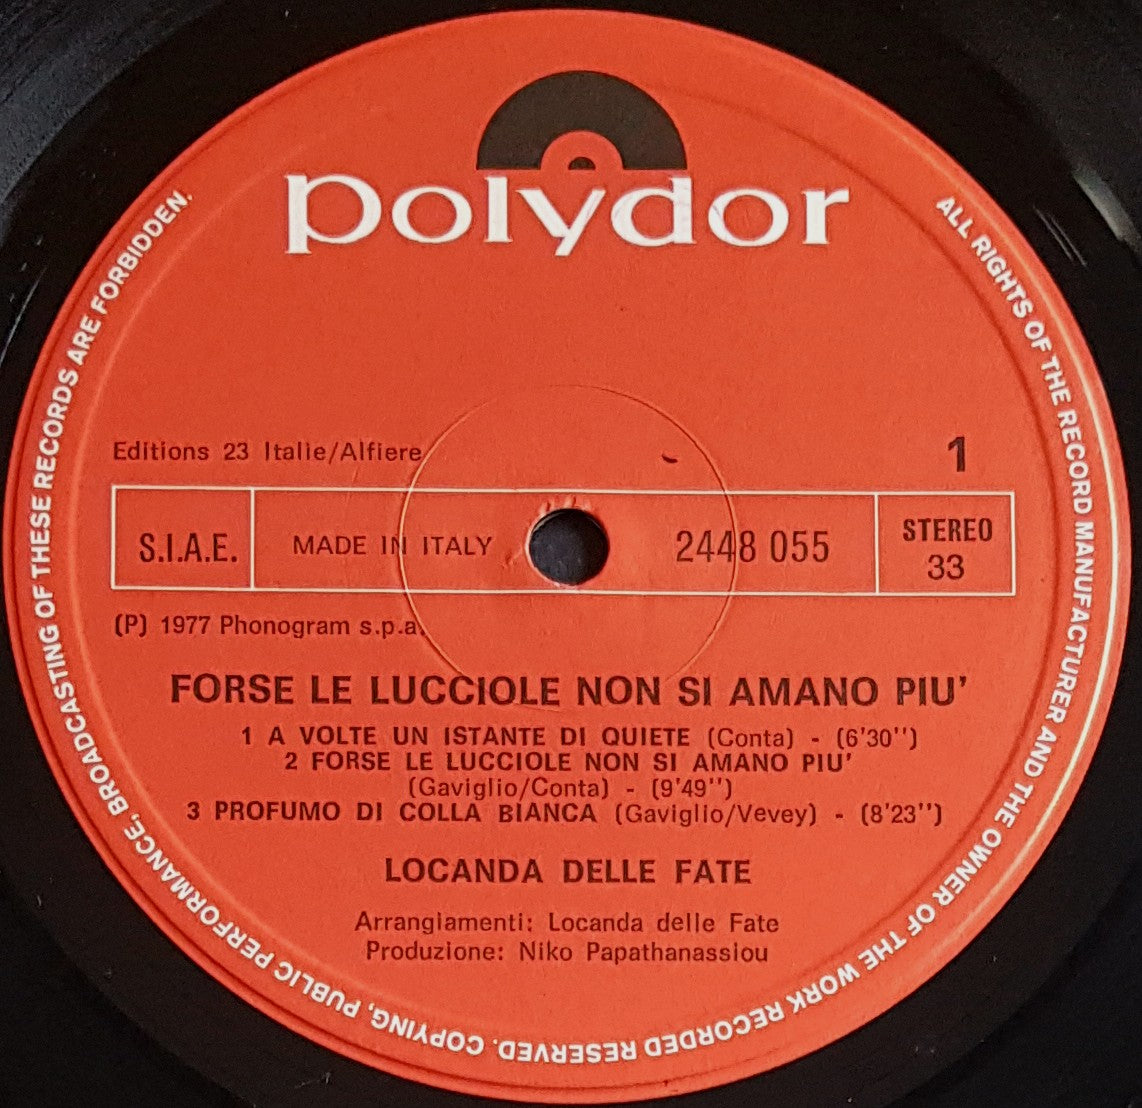 polydor
ALL RIGHTS OF THE RECORD MANUFACTURER AND THE OWNER OF THE WORK RECORDED RESERVED. COPYING, PUBLIC PERFORMANCE, BROADCASTING OF THESE RECORDS ARE FORBIDDEN.
Editions 23 Italie/Alfiere
1
S.I.A.E.
MADE IN ITALY
2448 055
STEREO
33
(P) 1977 Phonogram s.p.a.
FORSE LE LUCCIOLE NON SI AMANO PIU'
1 A VOLTE UN ISTANTE DI QUIETE (Conta) - (6'30'')
2 FORSE LE LUCCIOLE NON SI AMANO PIU'
(Gaviglio/Conta) - (9'49'')
3 PROFUMO DI COLLA BIANCA (Gaviglio/Vevey) - (8'23'')
LOCANDA DELLE FATE
Arrangiamenti: Locanda delle Fate
Produzione: Niko Papathanassiou